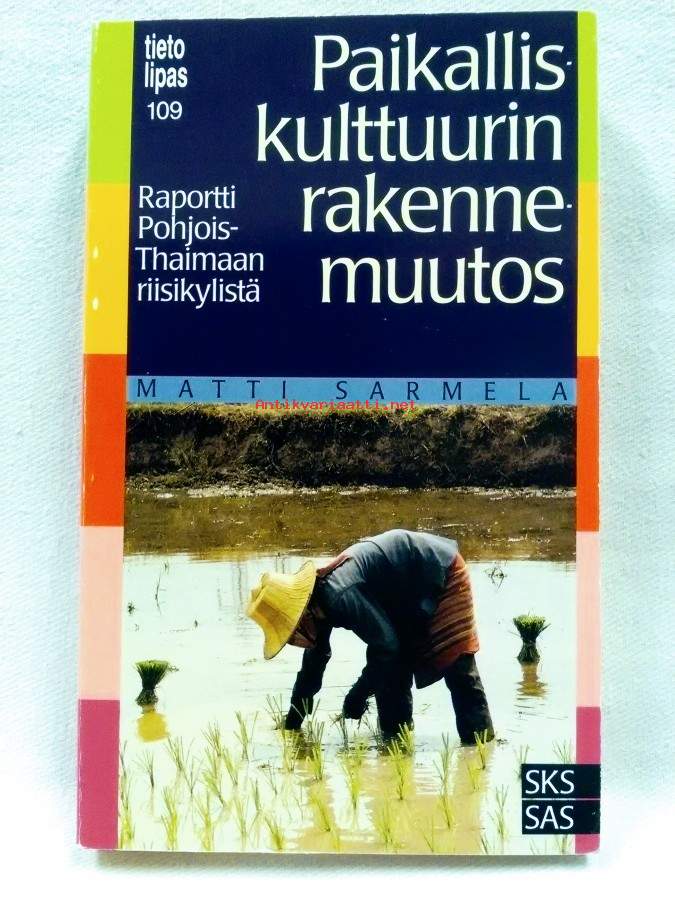 tieto
lipas
109
Paikallis-
kulttuurin
rakenne-
muutos
Raportti
Pohjois-
Thaimaan
riisikylistä
MATTI SARMELA
Antikvariaatti.net
SKS
SAS